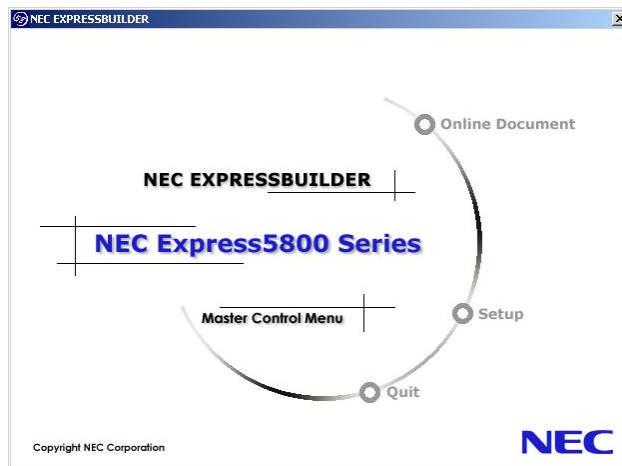 NEC EXPRESSBUILDER
Online Document
NEC EXPRESSBUILDER
NEC Express5800 Series
Setup
Master Control Menu
Quit
Copyright NEC Corporation
NEC